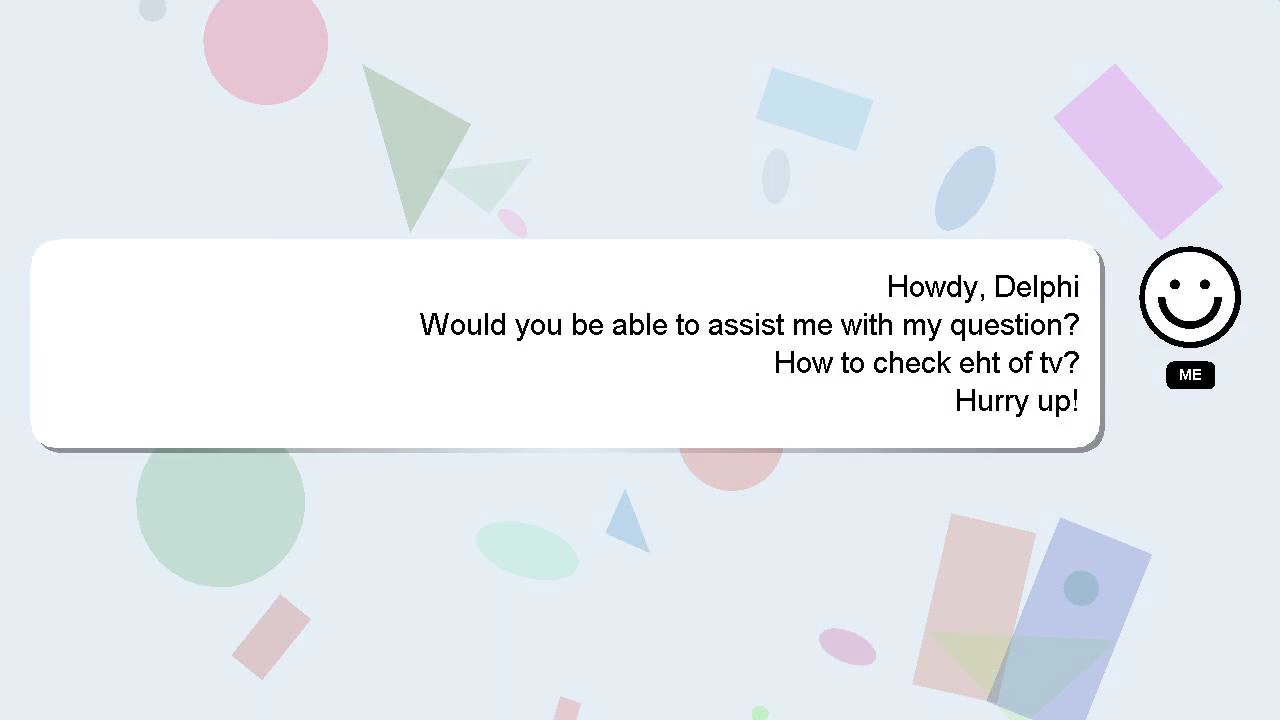 Howdy, Delphi
Would you be able to assist me with my question?
How to check eht of tv?
Hurry up!
ME